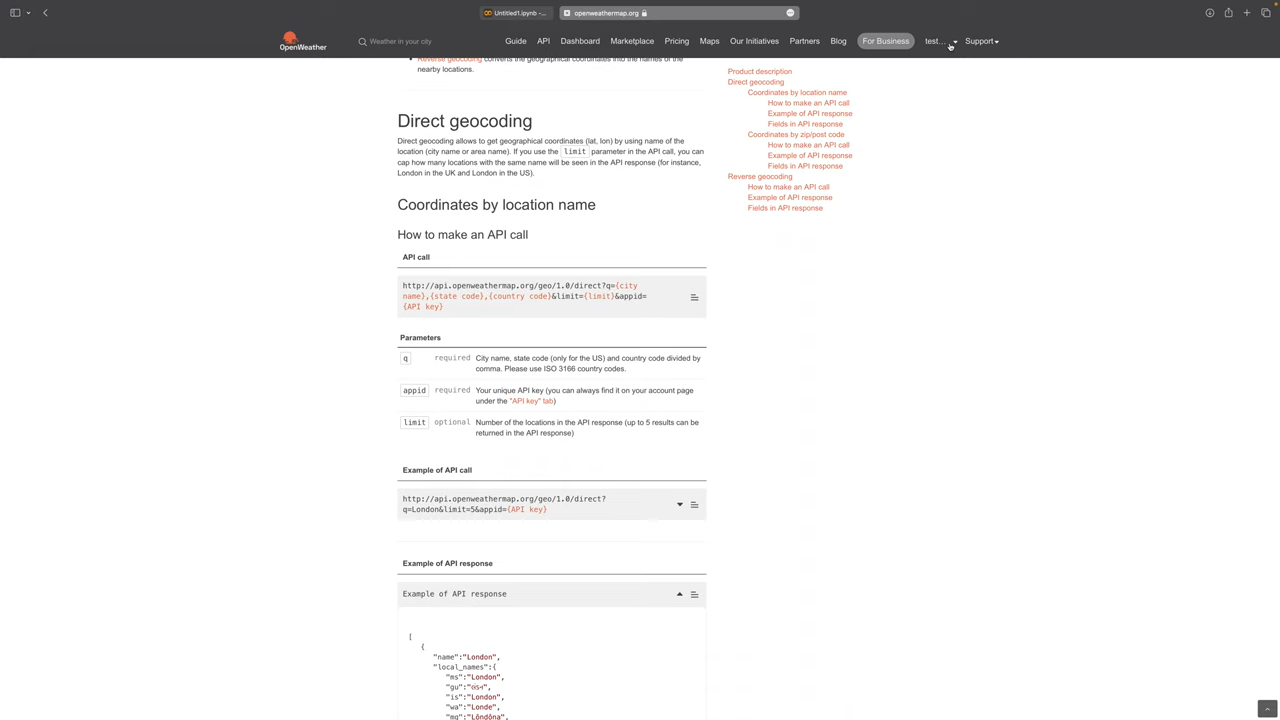 Untitled1.ipynb –...
openweathermap.org
OpenWeather
Weather in your city
Guide
API
Dashboard
Marketplace
Pricing
Maps
Our Initiatives
Partners
Blog
For Business
test...
Support
Reverse geocoding converts the geographical coordinates into the names of the
nearby locations.
Direct geocoding
Direct geocoding allows to get geographical coordinates (lat, lon) by using name of the
location (city name or area name). If you use the limit parameter in the API call, you can
cap how many locations with the same name will be seen in the API response (for instance,
London in the UK and London in the US).
Coordinates by location name
How to make an API call
API call
http://api.openweathermap.org/geo/1.0/direct?q={city
name},{state code},{country code}&limit={limit}&appid=
{API key}
Parameters
q required City name, state code (only for the US) and country code divided by
comma. Please use ISO 3166 country codes.
appid required Your unique API key (you can always find it on your account page
under the "API key" tab)
limit optional Number of the locations in the API response (up to 5 results can be
returned in the API response)
Example of API call
http://api.openweathermap.org/geo/1.0/direct?
q=London&limit=5&appid={API key}
Example of API response
Example of API response
[
{
"name":"London",
"local_names":{
"ms":"London",
"gu":"લંડન",
"is":"London",
"wa":"Londe",
"mg":"Lôndôna",
Product description
Direct geocoding
Coordinates by location name
How to make an API call
Example of API response
Fields in API response
Coordinates by zip/post code
How to make an API call
Example of API response
Fields in API response
Reverse geocoding
How to make an API call
Example of API response
Fields in API response